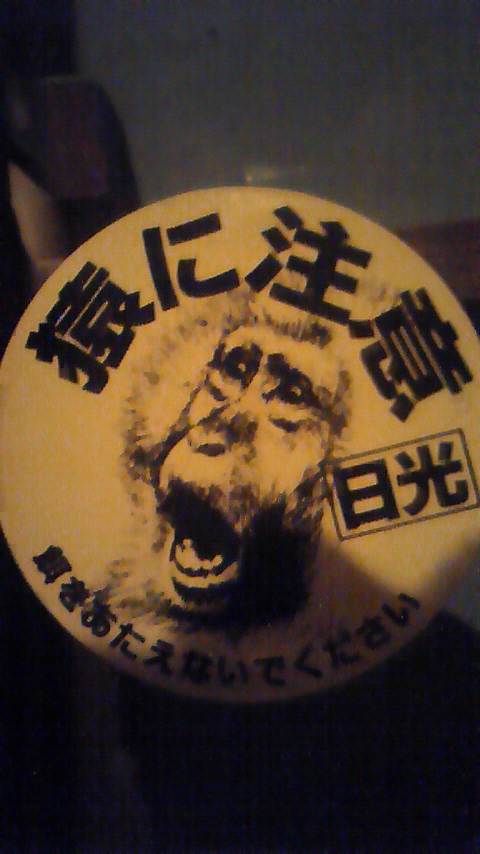 猿に注意
日光
餌をあたえないでください